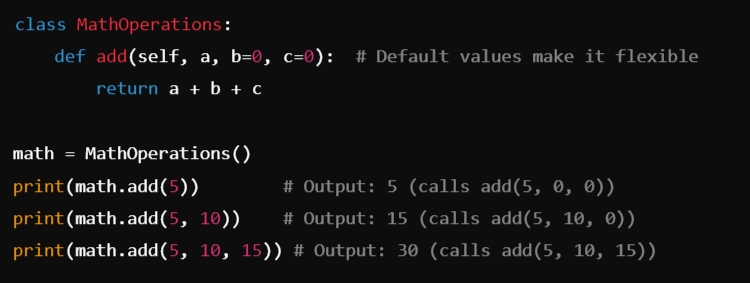 class MathOperations:
    def add(self, a, b=0, c=0):  # Default values make it flexible
        return a + b + c

math = MathOperations()
print(math.add(5))        # Output: 5 (calls add(5, 0, 0))
print(math.add(5, 10))    # Output: 15 (calls add(5, 10, 0))
print(math.add(5, 10, 15)) # Output: 30 (calls add(5, 10, 15))